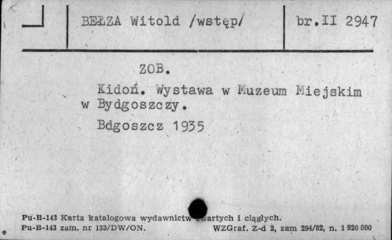 BEŁZA Witold /wstęp/ br.II 2947
ZOB.
Kidoń. Wystawa w Muzeum Miejskim
w Bydgoszczy.
Bdgoszcz 1935
Pu-B-143 Karta katalogowa wydawnictw zwartych i ciągłych.
Pu-B-143 zam. nr 133/DW/ON. WZGraf. Z-d 2, zam 294/82, n. 1 920 000